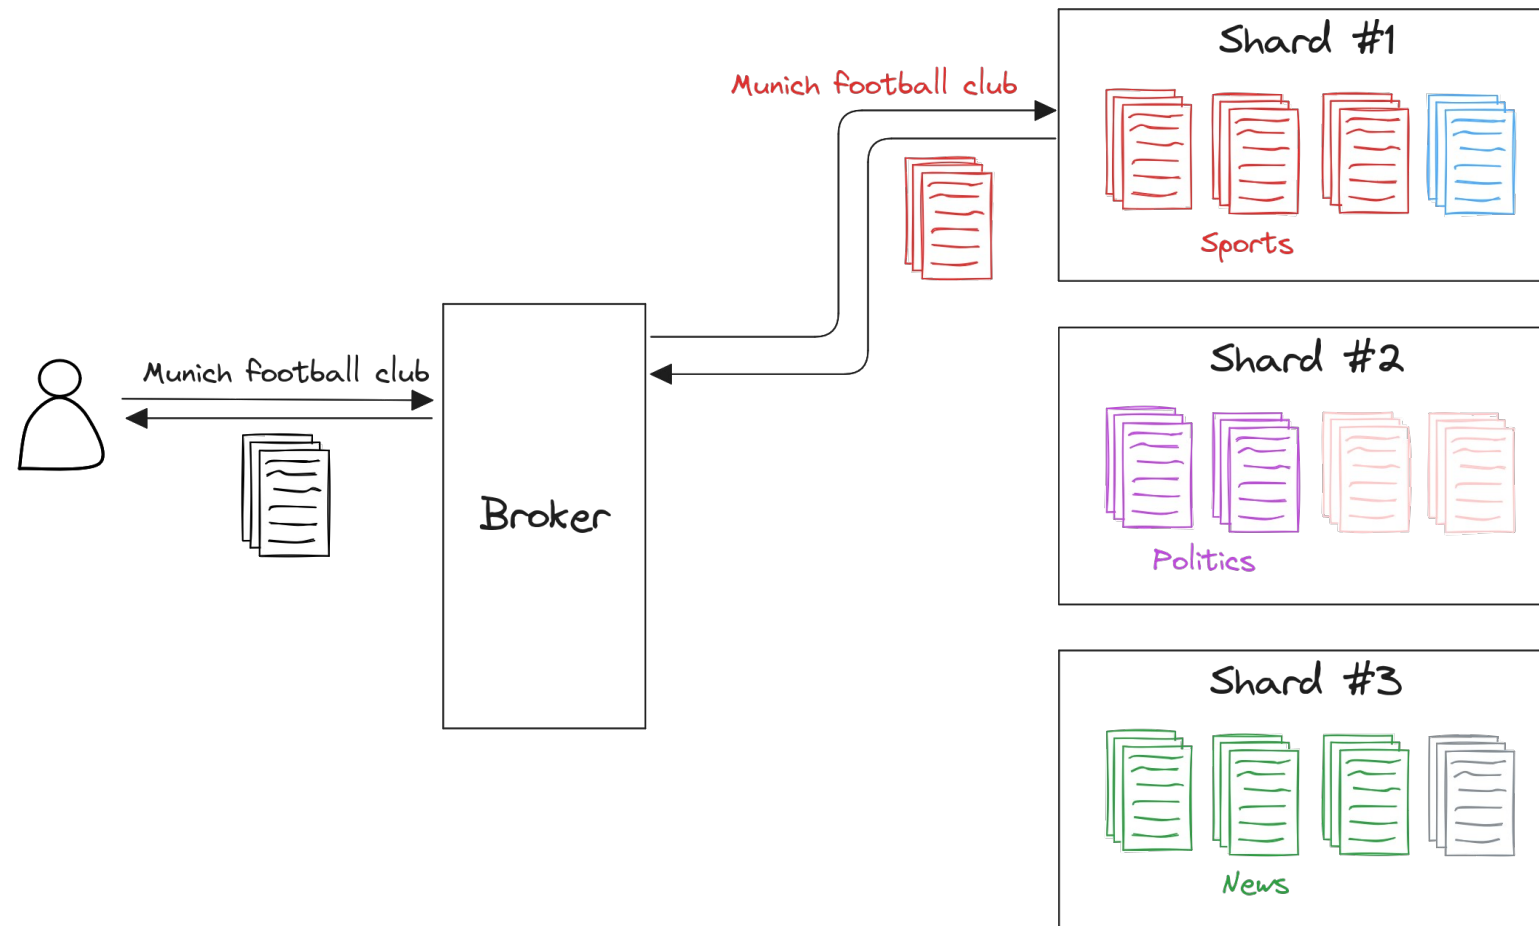 Shard #1
Munich football club
Sports
Munich football club
Shard #2
Broker
Politics
Shard #3
News